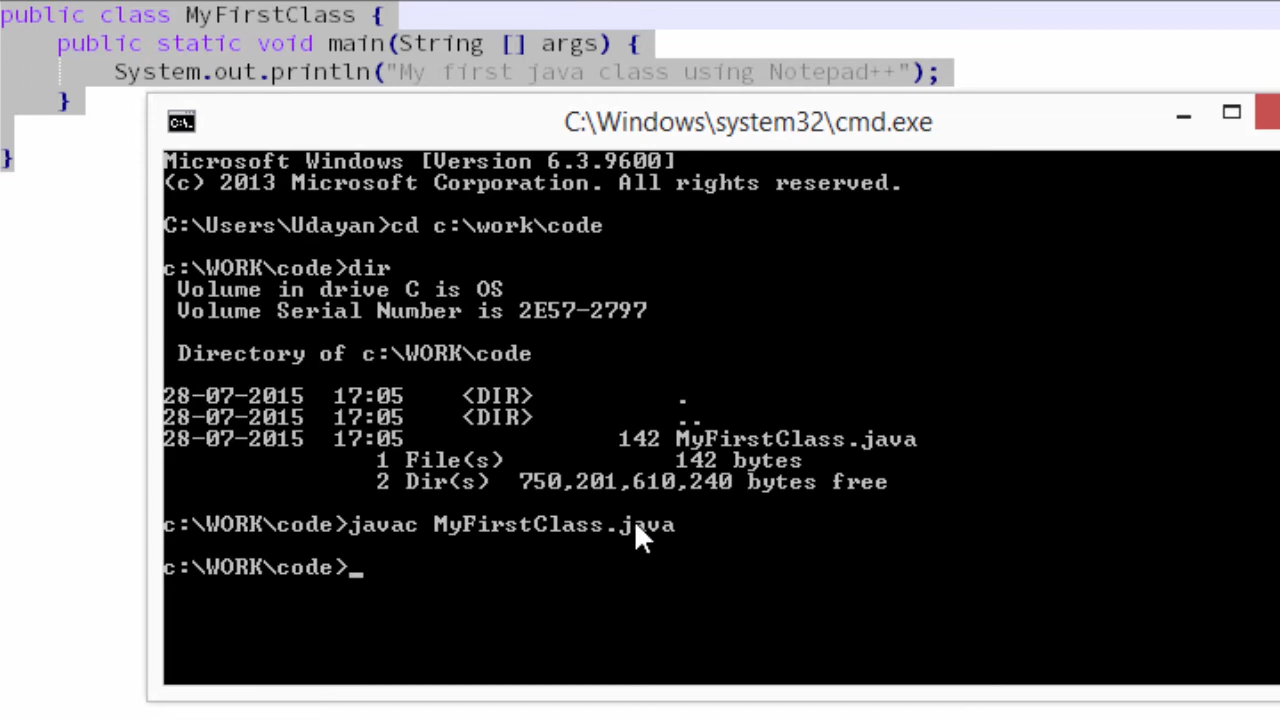 public class MyFirstClass {
public static void main(String [] args) {
System.out.println("My first java class using Notepad++");
}
}
C:\Windows\system32\cmd.exe
Microsoft Windows [Version 6.3.9600]
(c) 2013 Microsoft Corporation. All rights reserved.
C:\Users\Udayan>cd c:\work\code
c:\WORK\code>dir
Volume in drive C is OS
Volume Serial Number is 2E57-2797
Directory of c:\WORK\code
28-07-2015 17:05 <DIR> .
28-07-2015 17:05 <DIR> ..
28-07-2015 17:05 142 MyFirstClass.java
1 File(s) 142 bytes
2 Dir(s) 750,201,610,240 bytes free
c:\WORK\code>javac MyFirstClass.java
c:\WORK\code>_